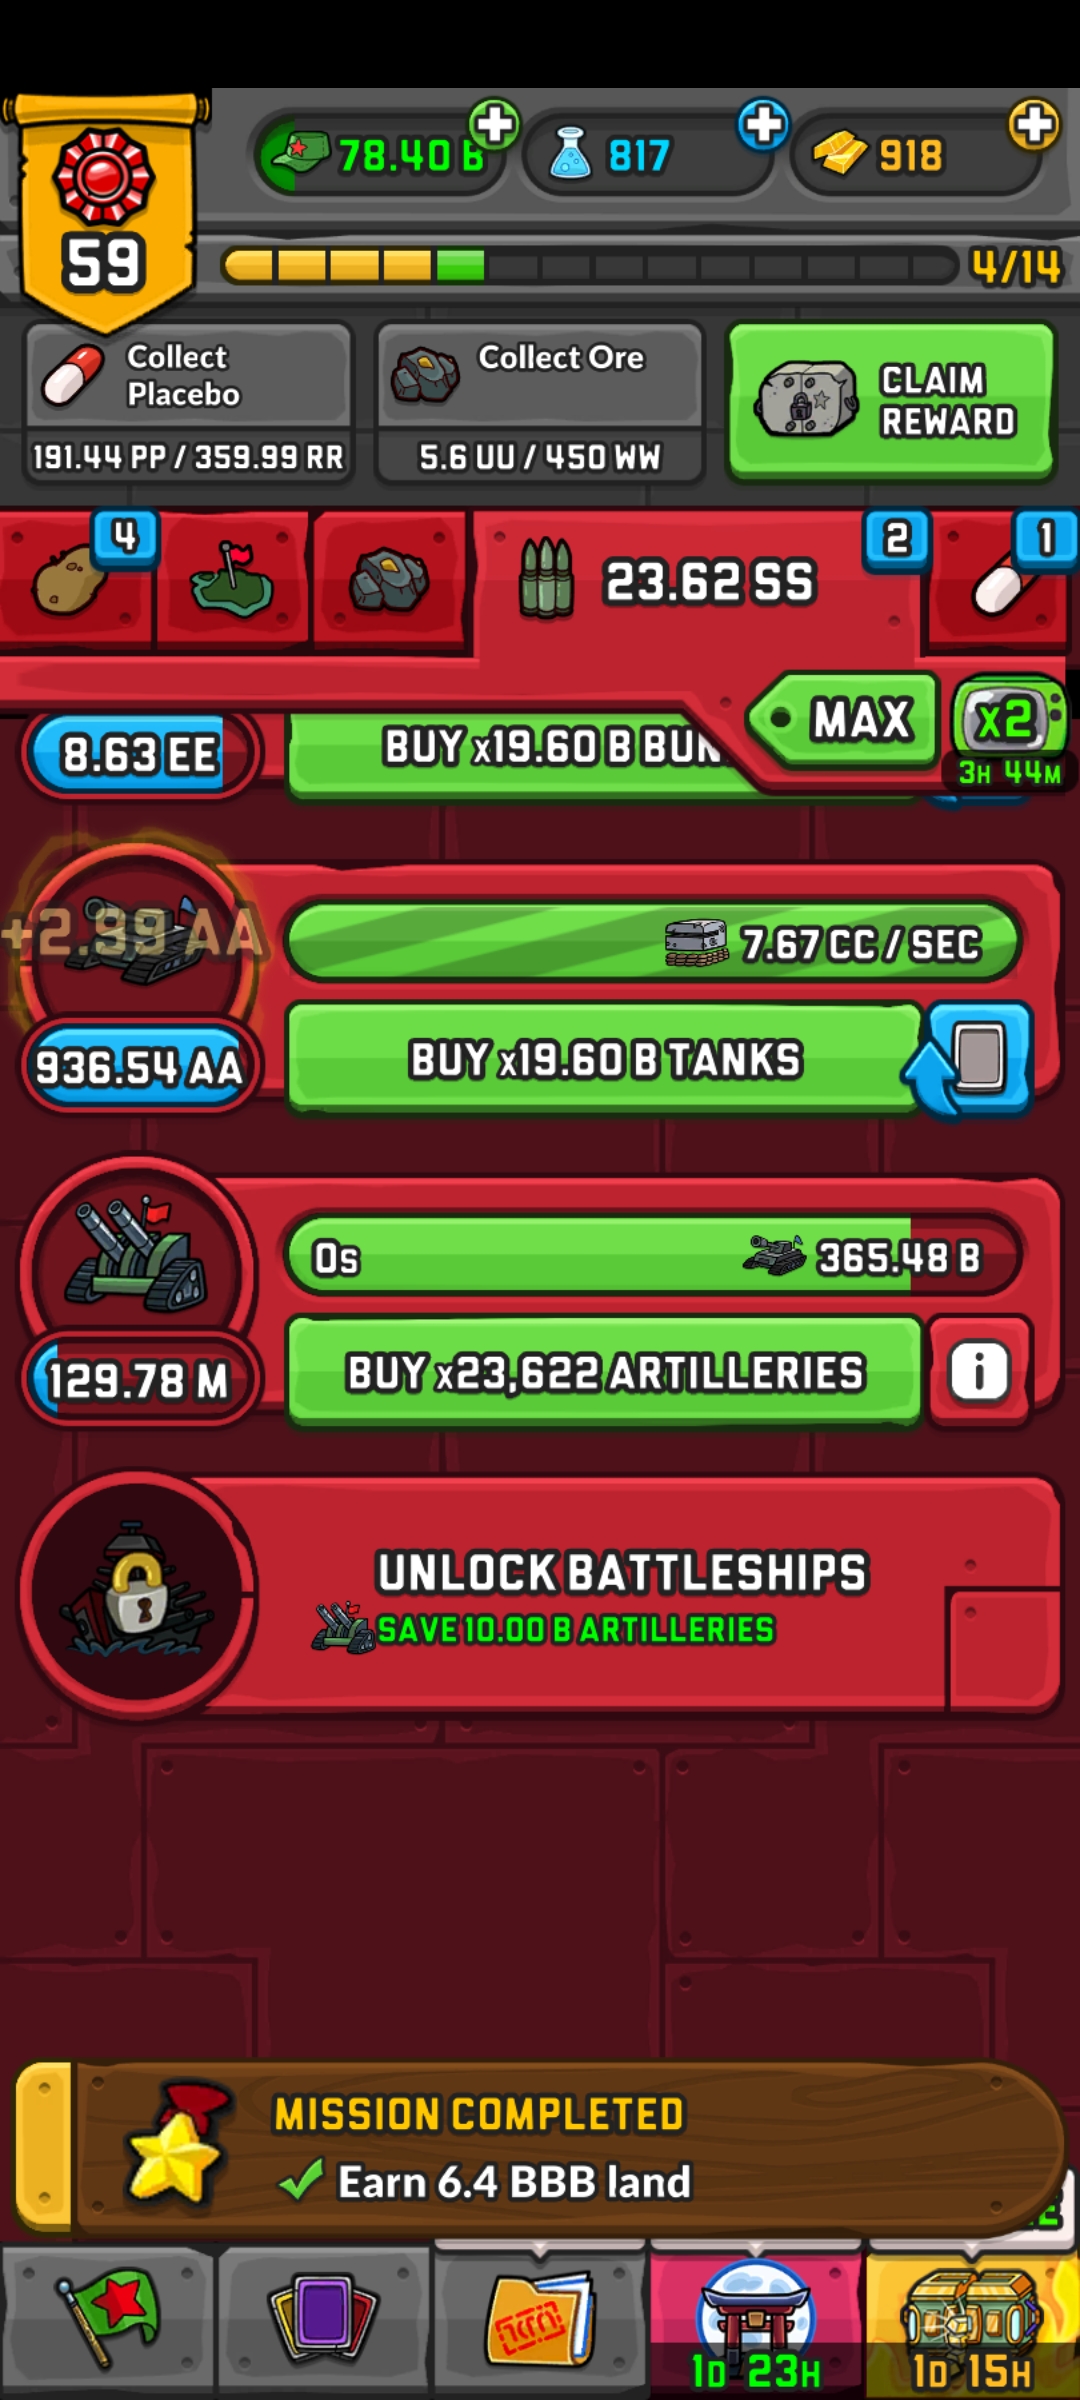 78.40 B
817
918
59
4/14
Collect
Placebo
191.44 PP / 359.99 RR
Collect Ore
5.6 UU / 450 WW
CLAIM
REWARD
4
23.62 SS
2
1
MAX
x2
3H 44M
8.63 EE
BUY x19.60 B BUN
+2.99 AA
7.67 CC / SEC
936.54 AA
BUY x19.60 B TANKS
0s
365.48 B
129.78 M
BUY x23,622 ARTILLERIES
i
UNLOCK BATTLESHIPS
SAVE 10.00 B ARTILLERIES
MISSION COMPLETED
Earn 6.4 BBB land
1D 23H
1D 15H